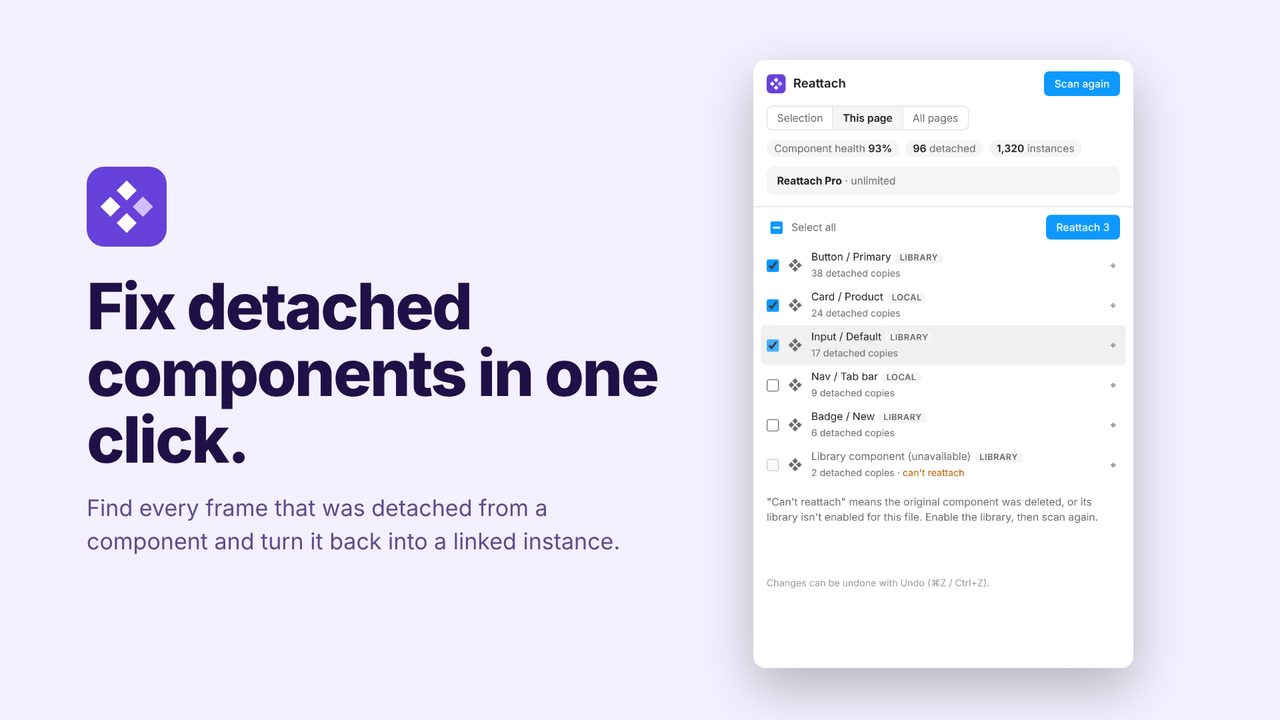 Fix detached
components in one
click.
Find every frame that was detached from a
component and turn it back into a linked instance.
Reattach
Scan again
Selection
This page
All pages
Component health 93%
96 detached
1,320 instances
Reattach Pro · unlimited
Select all
Reattach 3
Button / Primary LIBRARY
38 detached copies
Card / Product LOCAL
24 detached copies
Input / Default LIBRARY
17 detached copies
Nav / Tab bar LOCAL
9 detached copies
Badge / New LIBRARY
6 detached copies
Library component (unavailable) LIBRARY
2 detached copies · can't reattach
"Can't reattach" means the original component was deleted, or its
library isn't enabled for this file. Enable the library, then scan again.
Changes can be undone with Undo (⌘Z / Ctrl+Z).